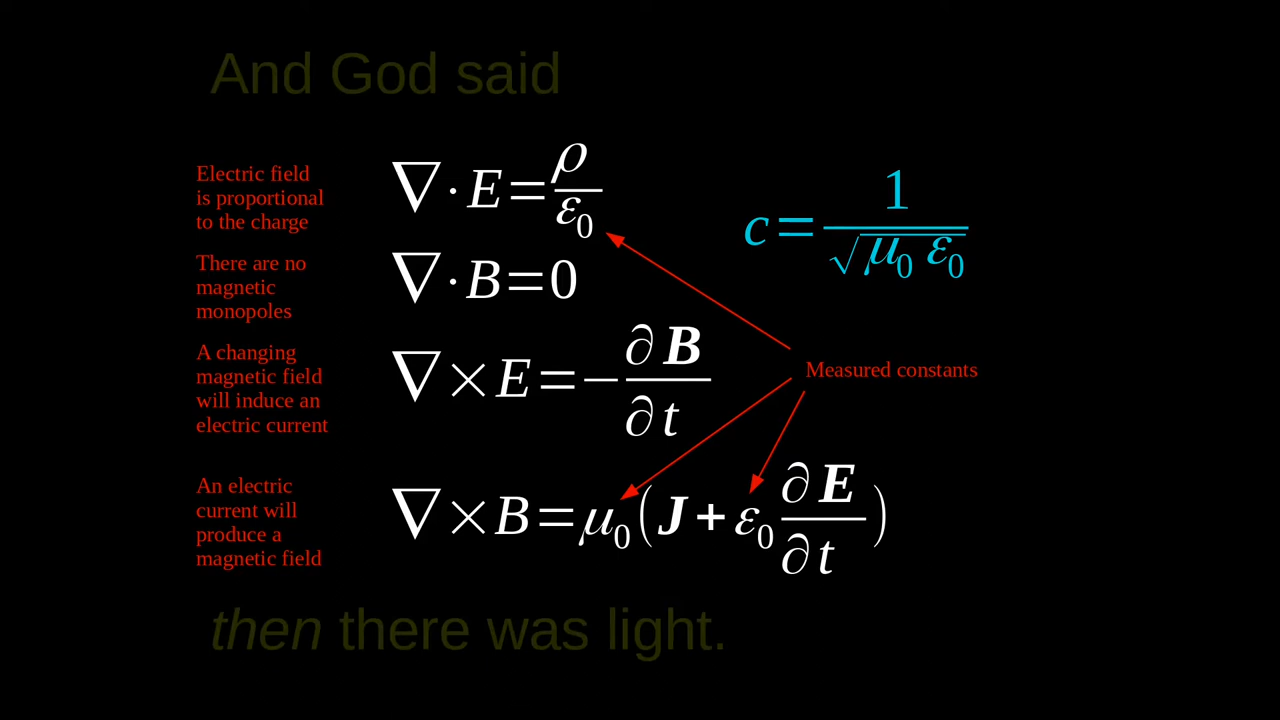 And God said
Electric field
is proportional
to the charge
∇·E=ρ/ε₀
c=1/√μ₀ ε₀
There are no
magnetic
monopoles
∇·B=0
A changing
magnetic field
will induce an
electric current
∇×E=−∂B/∂t
Measured constants
An electric
current will
produce a
magnetic field
∇×B=μ₀(J+ε₀∂E/∂t)
then there was light.